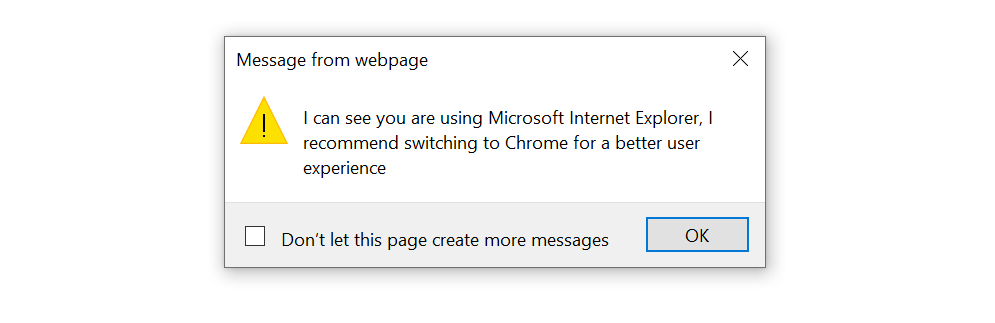 Message from webpage
I can see you are using Microsoft Internet Explorer, I
recommend switching to Chrome for a better user
experience
Don’t let this page create more messages
OK